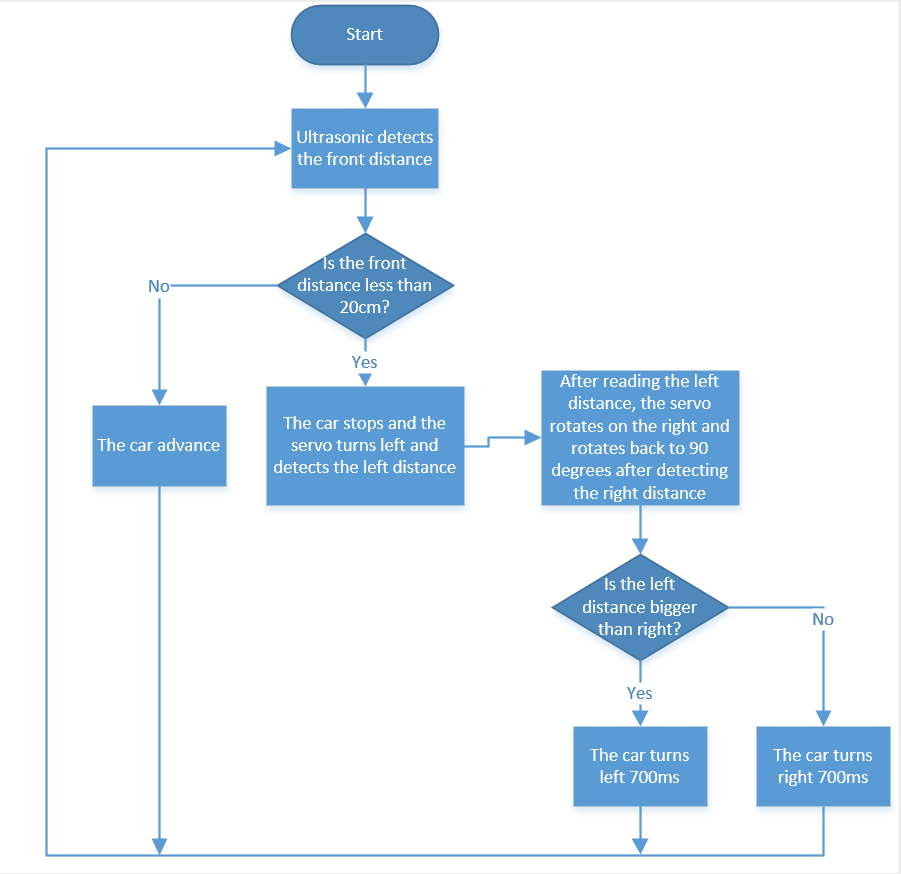 Start
Ultrasonic detects
the front distance
Is the front
distance less than
20cm?
No
Yes
The car advance
The car stops and the
servo turns left and
detects the left distance
After reading the left
distance, the servo
rotates on the right and
rotates back to 90
degrees after detecting
the right distance
Is the left
distance bigger
than right?
No
Yes
The car turns
left 700ms
The car turns
right 700ms